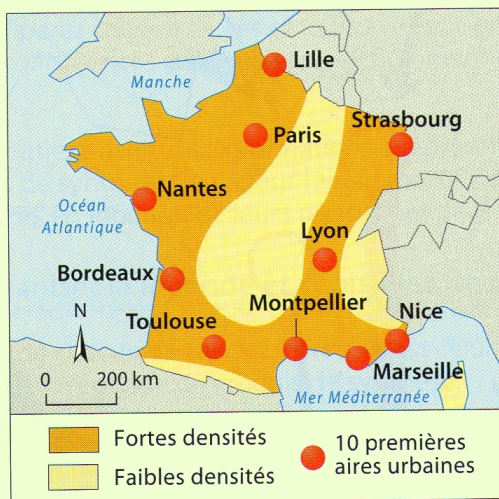 Lille
Manche
Strasbourg
Paris
Nantes
Océan
Atlantique
Lyon
Bordeaux
Montpellier
Nice
N
Toulouse
Marseille
0 200 km
Mer Méditerranée
Fortes densités
Faibles densités
10 premières
aires urbaines